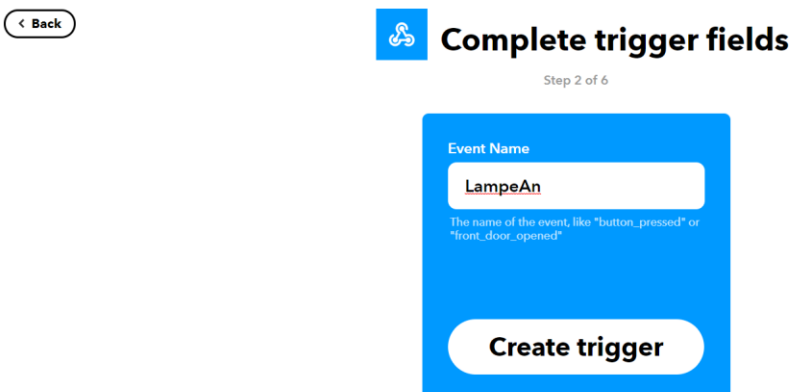 Back
Complete trigger fields
Step 2 of 6
Event Name
LampeAn
The name of the event, like "button_pressed" or
"front_door_opened"
Create trigger